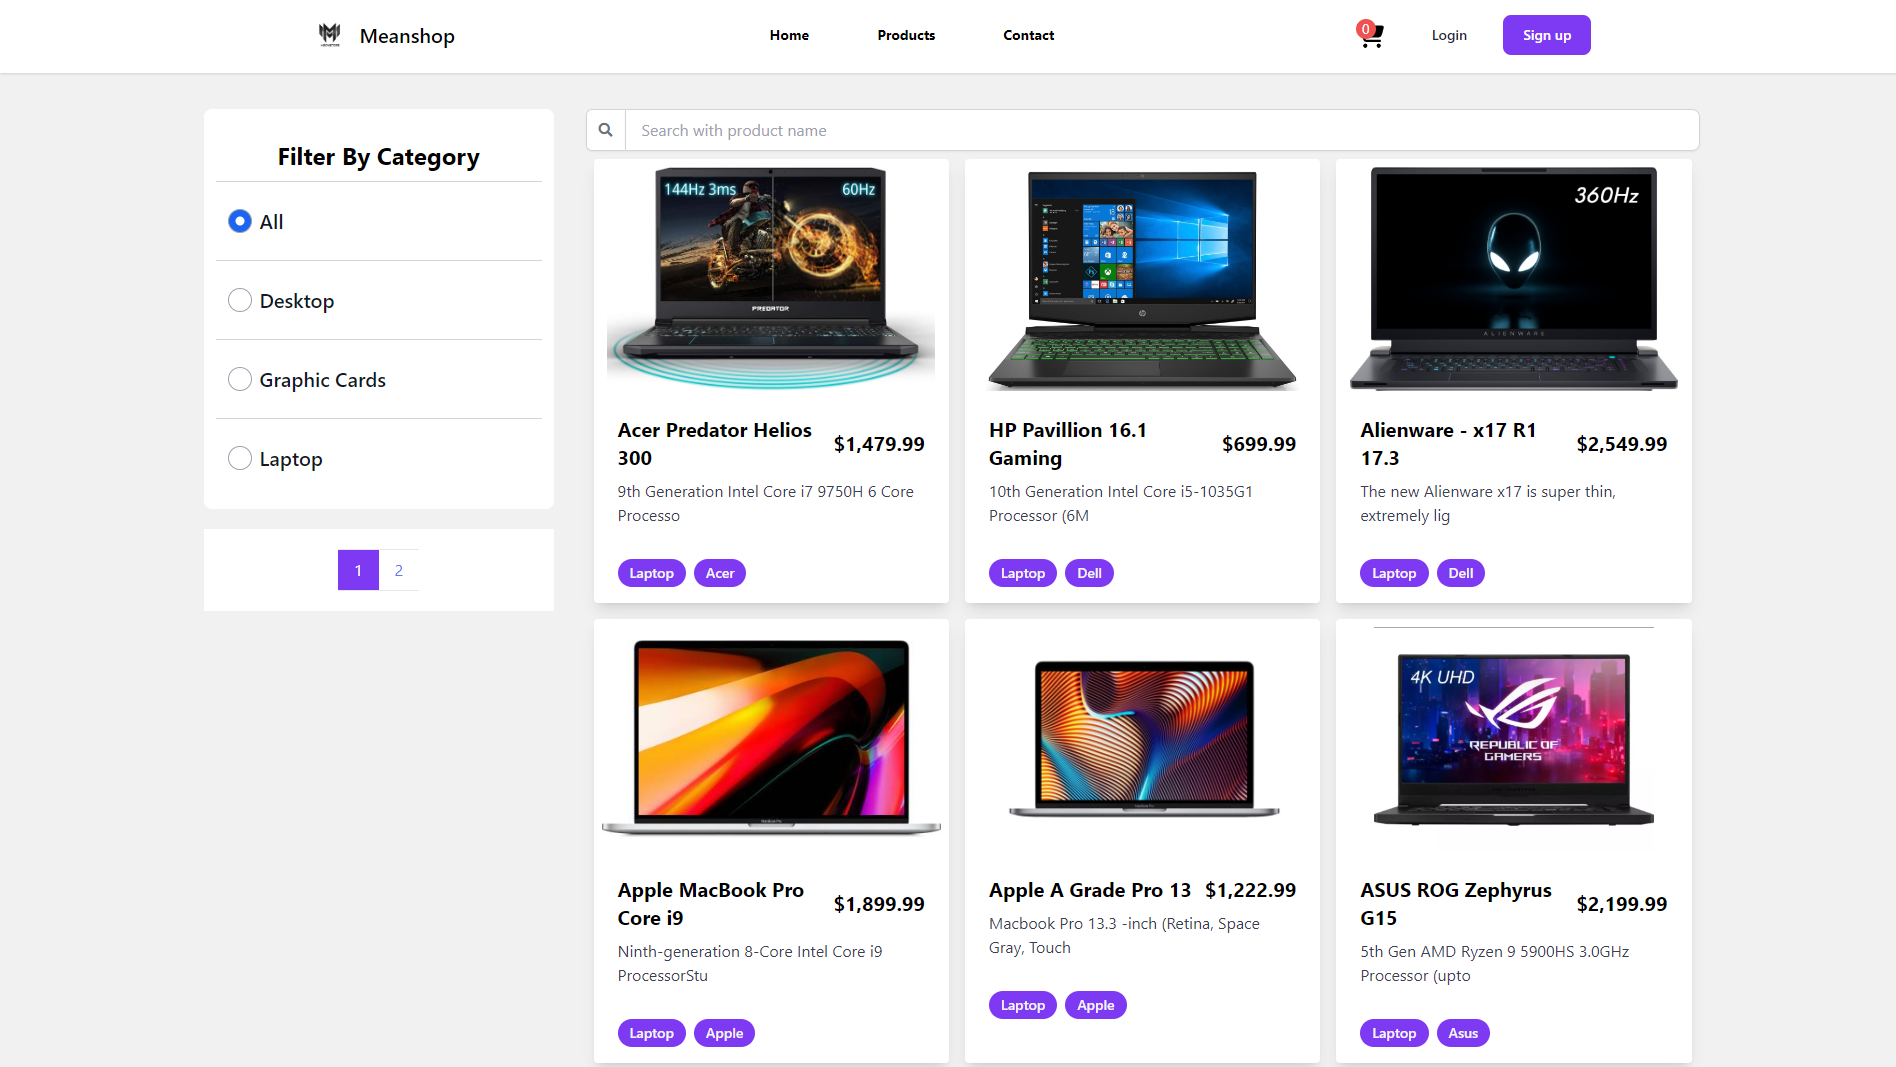 Meanshop
Home
Products
Contact
0
Login
Sign up
Filter By Category
All
Desktop
Graphic Cards
Laptop
1
2
Search with product name
144Hz 3ms
60Hz
PREDATOR
Acer Predator Helios
300
$1,479.99
9th Generation Intel Core i7 9750H 6 Core
Processo
Laptop
Acer
HP Pavillion 16.1
Gaming
$699.99
10th Generation Intel Core i5-1035G1
Processor (6M
Laptop
Dell
360Hz
ALIENWARE
Alienware - x17 R1
17.3
$2,549.99
The new Alienware x17 is super thin,
extremely lig
Laptop
Dell
Apple MacBook Pro
Core i9
$1,899.99
Ninth-generation 8-Core Intel Core i9
ProcessorStu
Laptop
Apple
Apple A Grade Pro 13
$1,222.99
Macbook Pro 13.3 -inch (Retina, Space
Gray, Touch
Laptop
Apple
4K UHD
REPUBLIC OF
GAMERS
ASUS ROG Zephyrus
G15
$2,199.99
5th Gen AMD Ryzen 9 5900HS 3.0GHz
Processor (upto
Laptop
Asus